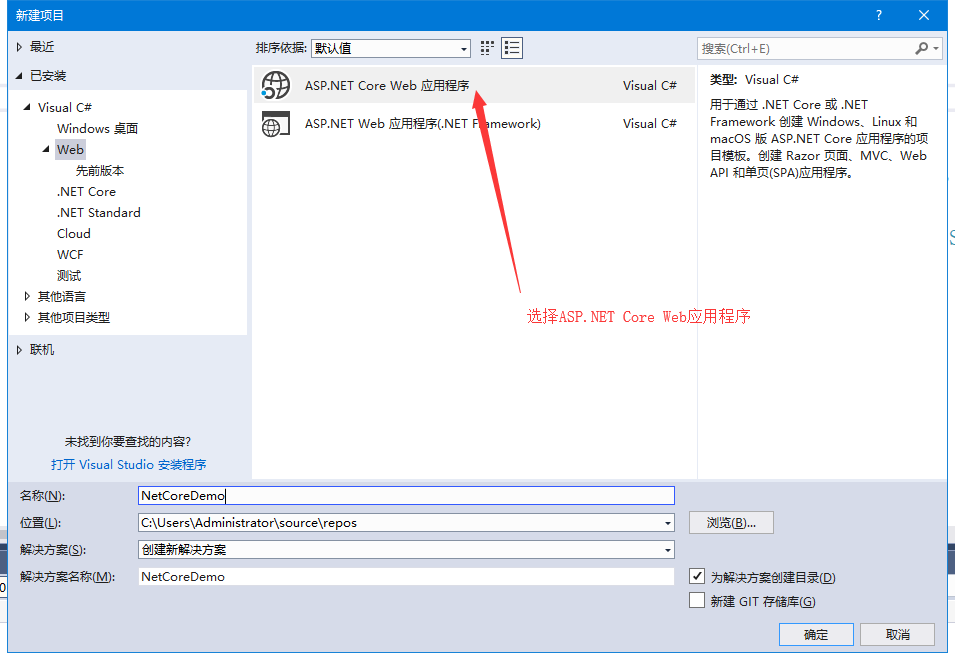 新建项目
?
最近
已安装
Visual C#
Windows 桌面
Web
先前版本
.NET Core
.NET Standard
Cloud
WCF
测试
其他语言
其他项目类型
联机
未找到你要查找的内容?
打开 Visual Studio 安装程序
排序依据: 默认值
ASP.NET Core Web 应用程序 Visual C#
ASP.NET Web 应用程序(.NET Framework) Visual C#
选择ASP.NET Core Web应用程序
搜索(Ctrl+E)
类型: Visual C#
用于通过 .NET Core 或 .NET
Framework 创建 Windows、Linux 和
macOS 版 ASP.NET Core 应用程序的项
目模板。创建 Razor 页面、MVC、Web
API 和单页(SPA)应用程序。
名称(N): NetCoreDemo
位置(L): C:\Users\Administrator\source\repos 浏览(B)...
解决方案(S): 创建新解决方案
解决方案名称(M): NetCoreDemo
为解决方案创建目录(D)
新建 GIT 存储库(G)
确定 取消